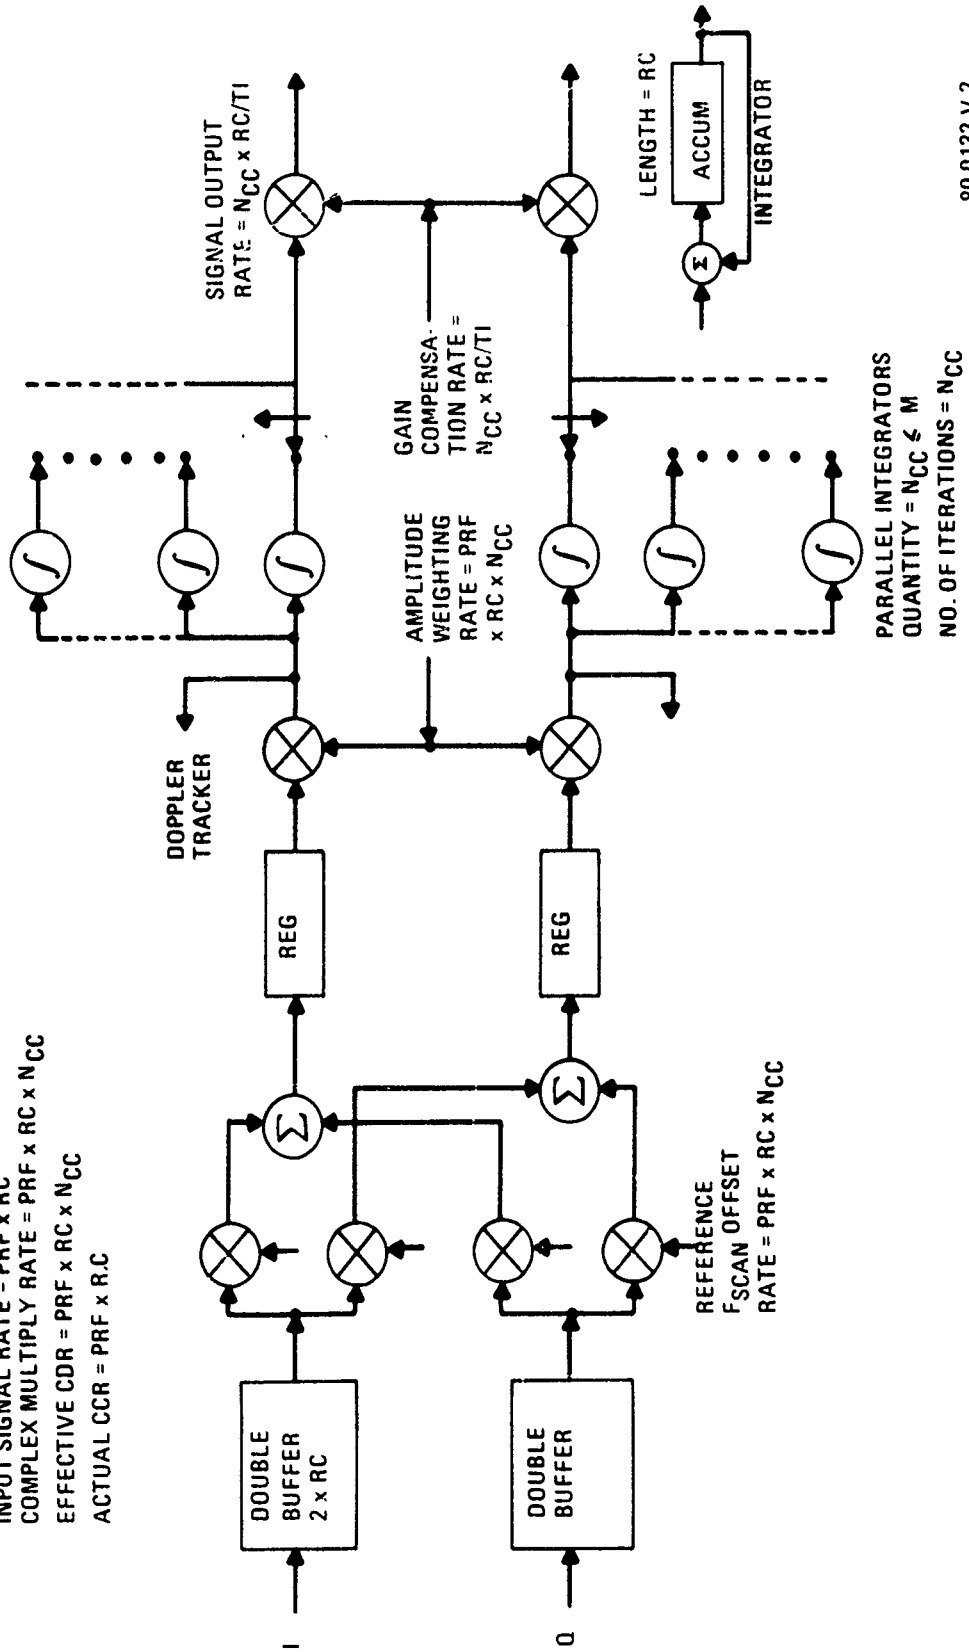 INPUT SIGNAL RATE = PRF x RC
COMPLEX MULTIPLY RATE = PRF x RC x NCC
EFFECTIVE CDR = PRF x RC x NCC
ACTUAL CCR = PRF x R.C
I
DOUBLE
BUFFER
2 x RC
Q
DOUBLE
BUFFER
Σ
Σ
REFERENCE
FSCAN OFFSET
RATE = PRF x RC x NCC
REG
REG
DOPPLER
TRACKER
AMPLITUDE
WEIGHTING
RATE = PRF
x RC x NCC
∫
∫
∫
∫
∫
∫
PARALLEL INTEGRATORS
QUANTITY = NCC ≤ M
NO. OF ITERATIONS = NCC
GAIN
COMPENSA-
TION RATE =
NCC x RC/TI
SIGNAL OUTPUT
RATE = NCC x RC/TI
LENGTH = RC
Σ
ACCUM
INTEGRATOR